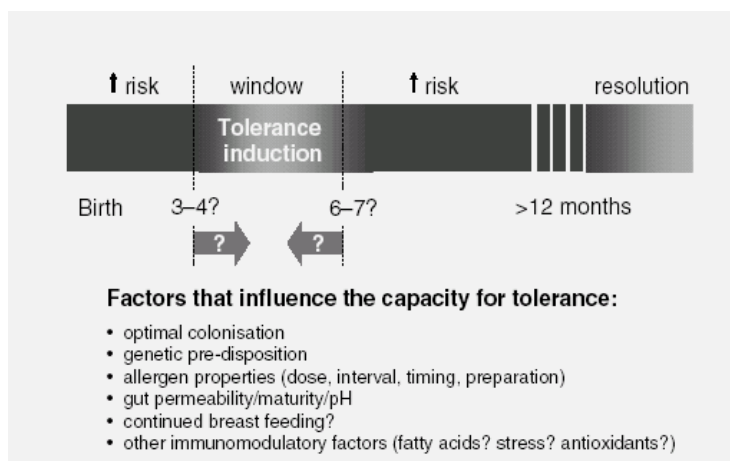 ↑ risk window ↑ risk resolution
Tolerance
induction
Birth 3–4? 6–7? >12 months
? ?
Factors that influence the capacity for tolerance:
• optimal colonisation
• genetic pre-disposition
• allergen properties (dose, interval, timing, preparation)
• gut permeability/maturity/pH
• continued breast feeding?
• other immunomodulatory factors (fatty acids? stress? antioxidants?)